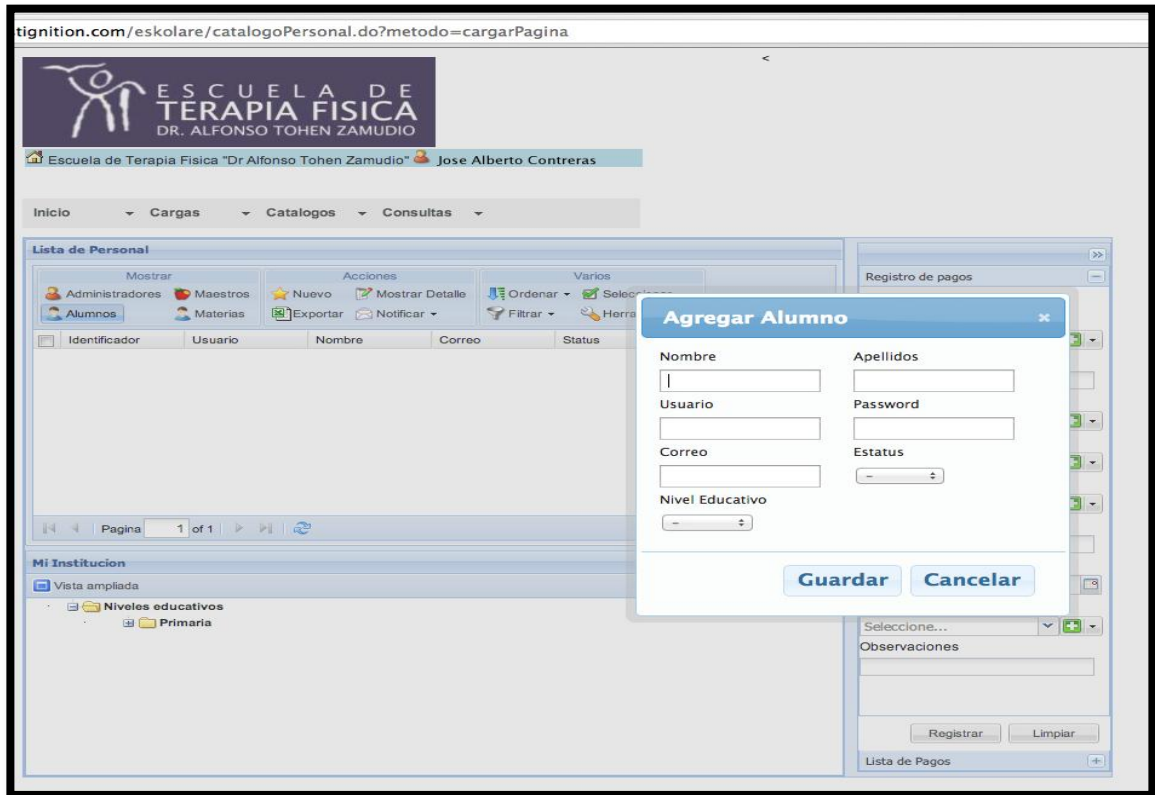 tignition.com/eskolare/catalogoPersonal.do?metodo=cargarPagina
<
ESCUELA DE
TERAPIA FISICA
DR. ALFONSO TOHEN ZAMUDIO
Escuela de Terapia Fisica "Dr Alfonso Tohen Zamudio" Jose Alberto Contreras
Inicio Cargas Catalogos Consultas
Lista de Personal
Mostrar Acciones Varios
Administradores Maestros Nuevo Mostrar Detalle Ordenar
Alumnos Materias Exportar Notificar Filtrar
Identificador Usuario Nombre Correo Status
Pagina 1 of 1
Mi Institucion
Vista ampliada
Niveles educativos
Primaria
Registro de pagos
Agregar Alumno
Nombre Apellidos
Usuario Password
Correo Estatus
–
Nivel Educativo
–
Guardar Cancelar
Seleccione...
Observaciones
Registrar Limpiar
Lista de Pagos